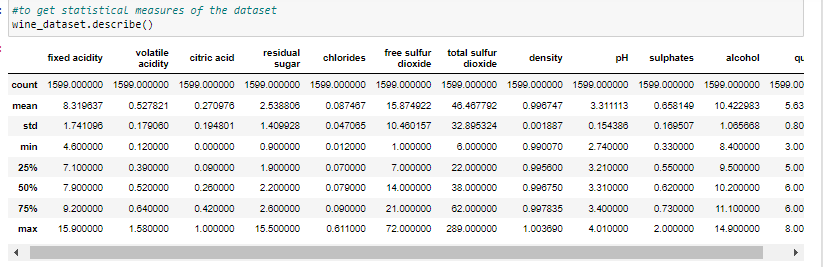 #to get statistical measures of the dataset
wine_dataset.describe()
fixed acidity volatile acidity citric acid residual sugar chlorides free sulfur dioxide total sulfur dioxide density pH sulphates alcohol qu
count 1599.000000 1599.000000 1599.000000 1599.000000 1599.000000 1599.000000 1599.000000 1599.000000 1599.000000 1599.000000 1599.000000 1599.00
mean 8.319637 0.527821 0.270976 2.538806 0.087467 15.874922 46.467792 0.996747 3.311113 0.658149 10.422983 5.63
std 1.741096 0.179060 0.194801 1.409928 0.047065 10.460157 32.895324 0.001887 0.154386 0.169507 1.065668 0.80
min 4.600000 0.120000 0.000000 0.900000 0.012000 1.000000 6.000000 0.990070 2.740000 0.330000 8.400000 3.00
25% 7.100000 0.390000 0.090000 1.900000 0.070000 7.000000 22.000000 0.995600 3.210000 0.550000 9.500000 5.00
50% 7.900000 0.520000 0.260000 2.200000 0.079000 14.000000 38.000000 0.996750 3.310000 0.620000 10.200000 6.00
75% 9.200000 0.640000 0.420000 2.600000 0.090000 21.000000 62.000000 0.997835 3.400000 0.730000 11.100000 6.00
max 15.900000 1.580000 1.000000 15.500000 0.611000 72.000000 289.000000 1.003690 4.010000 2.000000 14.900000 8.00